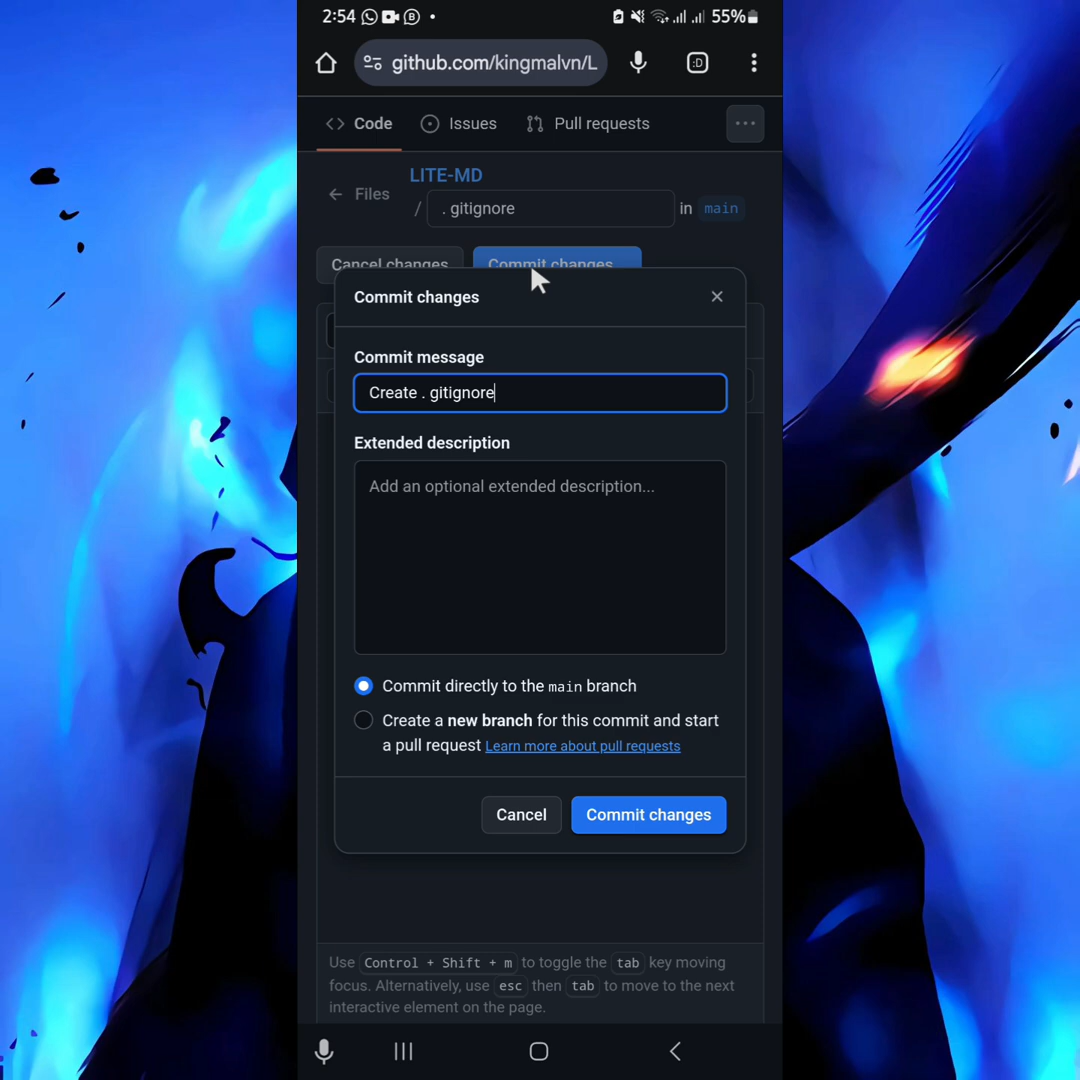 2:54 55%
github.com/kingmalvn/L :D
Code Issues Pull requests ...
LITE-MD
Files
/ . gitignore in main
Cancel changes Commit changes
Commit changes
Commit message
Create . gitignore
Extended description
Add an optional extended description...
Commit directly to the main branch
Create a new branch for this commit and start
a pull request Learn more about pull requests
Cancel Commit changes
Use Control + Shift + m to toggle the tab key moving
focus. Alternatively, use esc then tab to move to the next
interactive element on the page.